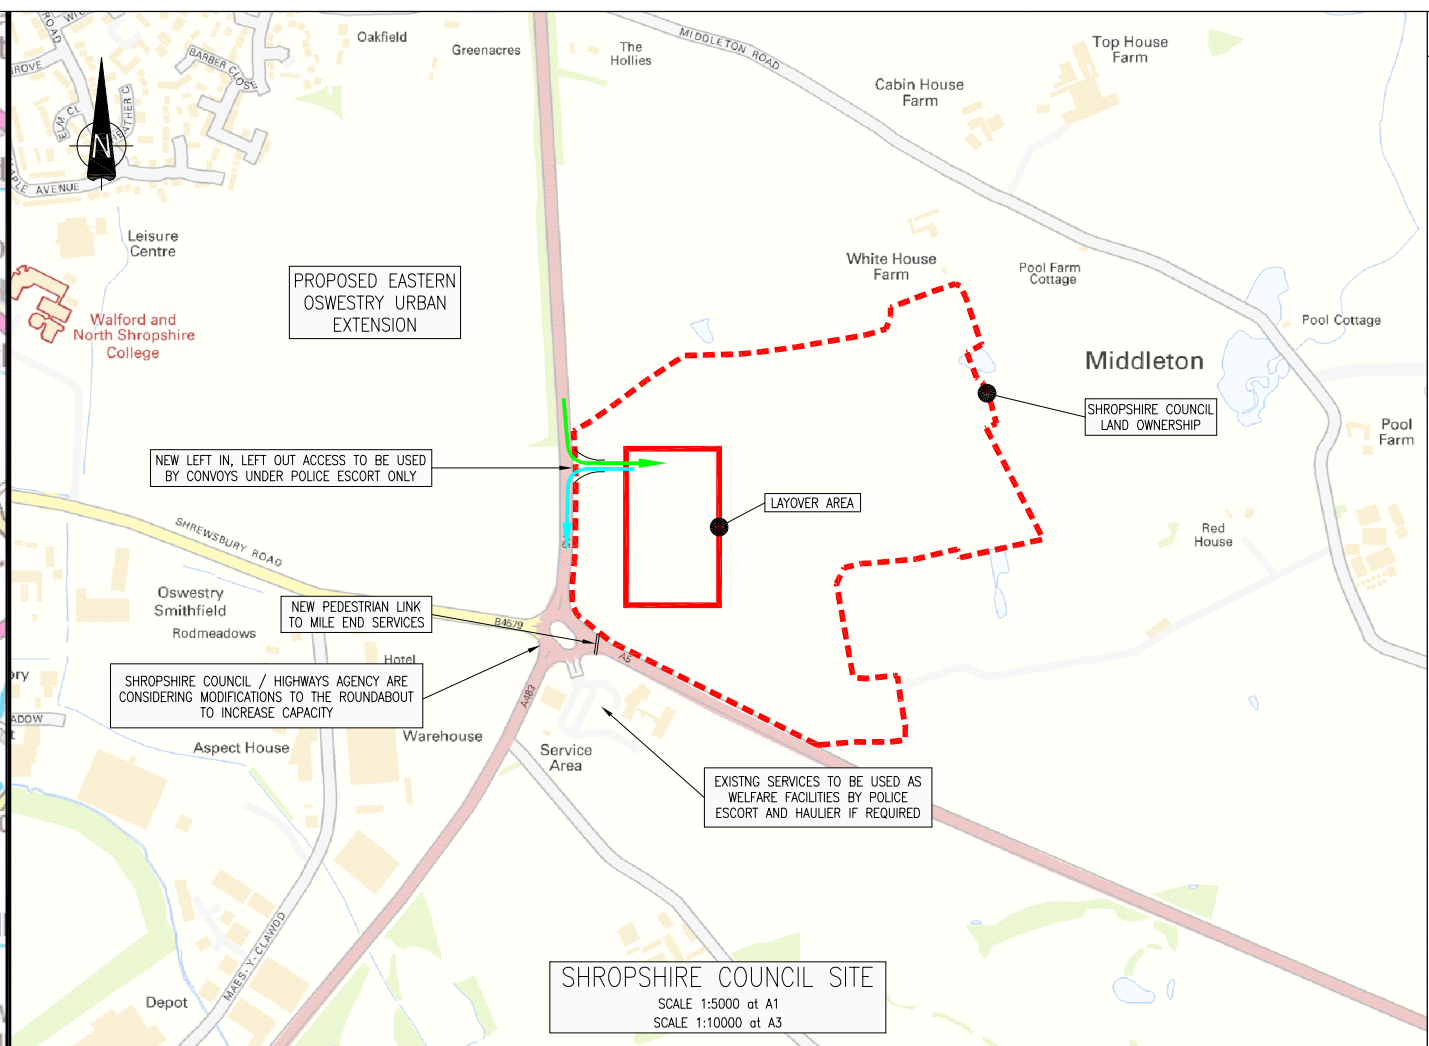 Oakfield
Greenacres
The
Hollies
MIDDLETON ROAD
Top House
Farm
Cabin House
Farm
ROAD
GROVE
BARBER CLOSE
ELM CL
N
AVENUE
Leisure
Centre
PROPOSED EASTERN
OSWESTRY URBAN
EXTENSION
White House
Farm
Pool Farm
Cottage
Walford and
North Shropshire
College
Pool Cottage
Middleton
SHROPSHIRE COUNCIL
LAND OWNERSHIP
Pool
Farm
NEW LEFT IN, LEFT OUT ACCESS TO BE USED
BY CONVOYS UNDER POLICE ESCORT ONLY
LAYOVER AREA
SHREWSBURY ROAD
Red
House
Oswestry
Smithfield
Rodmeadows
NEW PEDESTRIAN LINK
TO MILE END SERVICES
B4579
A5
Hotel
SHROPSHIRE COUNCIL / HIGHWAYS AGENCY ARE
CONSIDERING MODIFICATIONS TO THE ROUNDABOUT
TO INCREASE CAPACITY
A483
Aspect House
Warehouse
Service
Area
EXISTNG SERVICES TO BE USED AS
WELFARE FACILITIES BY POLICE
ESCORT AND HAULIER IF REQUIRED
MAES-Y-CLAWDD
Depot
SHROPSHIRE COUNCIL SITE
SCALE 1:5000 at A1
SCALE 1:10000 at A3